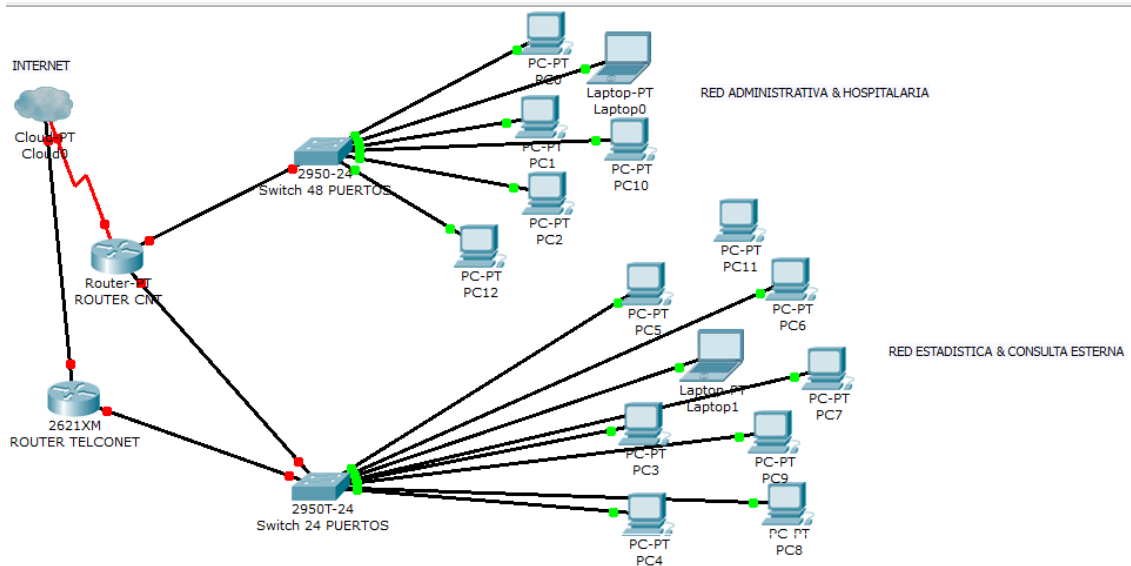 INTERNET
Cloud-PT
Cloud0
Router-PT
ROUTER CNT
2621XM
ROUTER TELCONET
2950-24
Switch 48 PUERTOS
PC-PT
PC0
Laptop-PT
Laptop0
RED ADMINISTRATIVA & HOSPITALARIA
PC-PT
PC1
PC-PT
PC10
PC-PT
PC2
PC-PT
PC12
PC-PT
PC11
PC-PT
PC5
PC-PT
PC6
RED ESTADISTICA & CONSULTA ESTERNA
Laptop-PT
Laptop1
PC-PT
PC7
PC-PT
PC3
PC-PT
PC9
2950T-24
Switch 24 PUERTOS
PC-PT
PC4
PC-PT
PC8